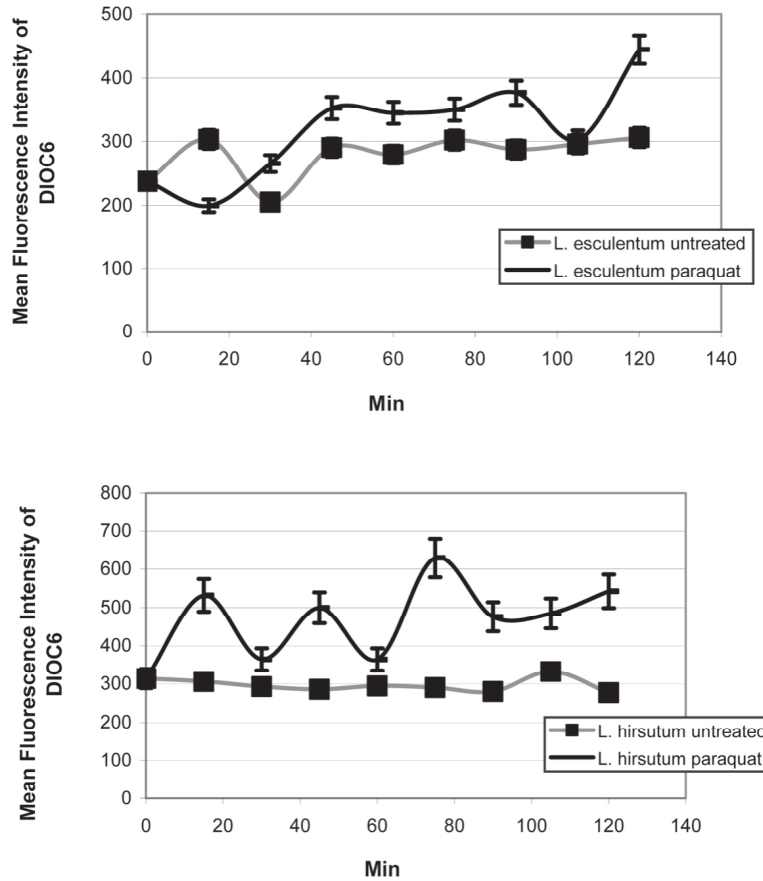 500
400
300
200
100
0
Mean Fluorescence Intensity of
DIOC6
L. esculentum untreated
L. esculentum paraquat
0 20 40 60 80 100 120 140
Min
800
700
600
500
400
300
200
100
0
Mean Fluorescence Intensity of
DIOC6
L. hirsutum untreated
L. hirsutum paraquat
0 20 40 60 80 100 120 140
Min